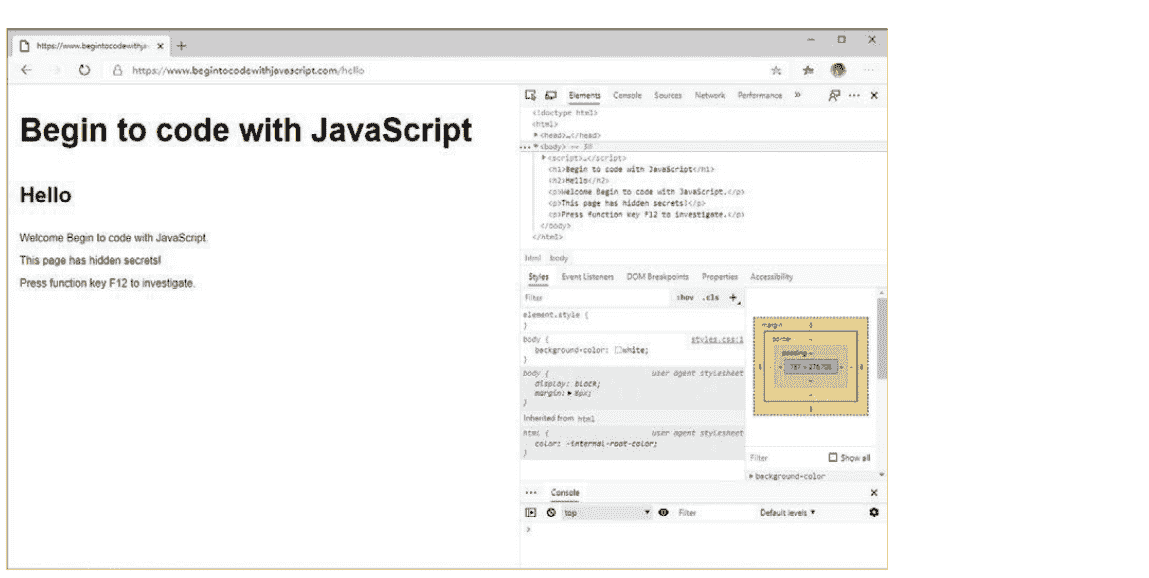 https://www.begintocodewithja
https://www.begintocodewithjavascript.com/hello
Begin to code with JavaScript
Hello
Welcome Begin to code with JavaScript.
This page has hidden secrets!
Press function key F12 to investigate.
Elements Console Sources Network Performance »
<!doctype html>
<html>
▶<head>…</head>
… ▼<body> == $0
▶<script>…</script>
<h1>Begin to code with JavaScript</h1>
<h2>Hello</h2>
<p>Welcome Begin to code with JavaScript.</p>
<p>This page has hidden secrets!</p>
<p>Press function key F12 to investigate.</p>
</body>
</html>
html body
Styles Event Listeners DOM Breakpoints Properties Accessibility
Filter :hov .cls +
element.style {
}
body { styles.css:1
background-color: white;
}
body { user agent stylesheet
display: block;
margin: ▶ 8px;
}
Inherited from html
html { user agent stylesheet
color: -internal-root-color;
}
margin 8
border -
padding -
8 - - - - 8
-
-
8
Filter Show all
▶ background-color
… Console
top Filter Default levels ▼
>